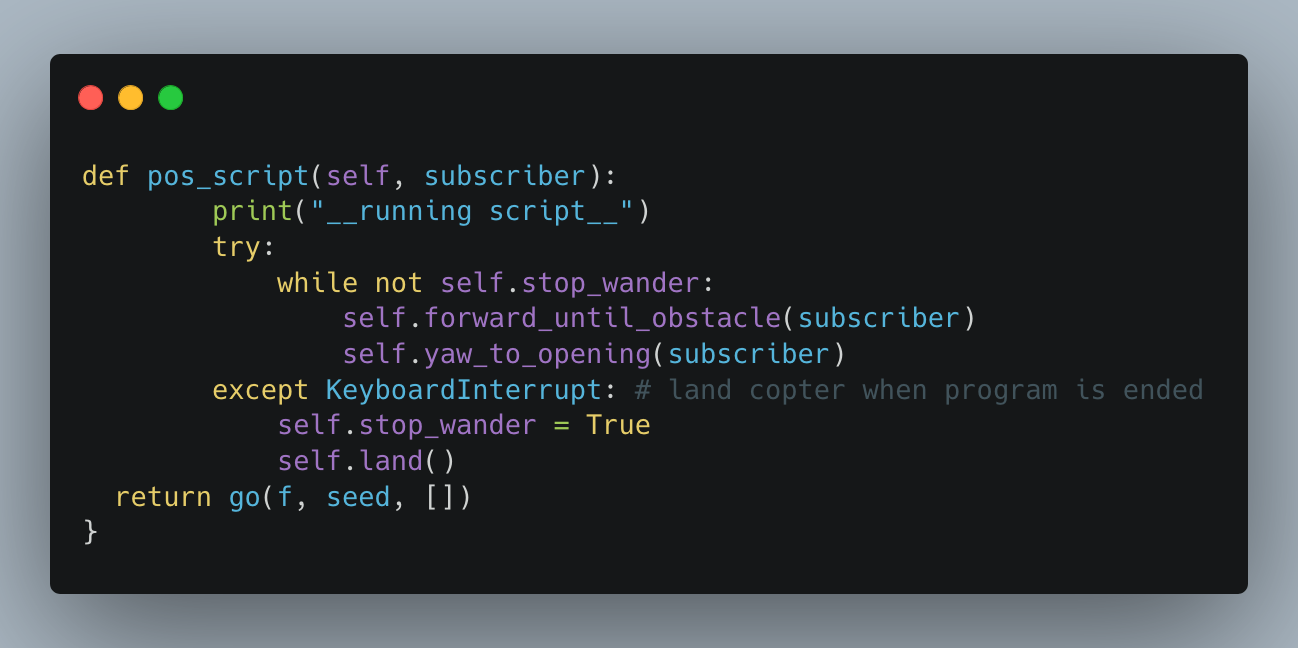 def pos_script(self, subscriber):
        print("__running script__")
        try:
            while not self.stop_wander:
                self.forward_until_obstacle(subscriber)
                self.yaw_to_opening(subscriber)
        except KeyboardInterrupt: # land copter when program is ended
            self.stop_wander = True
            self.land()
  return go(f, seed, [])
}